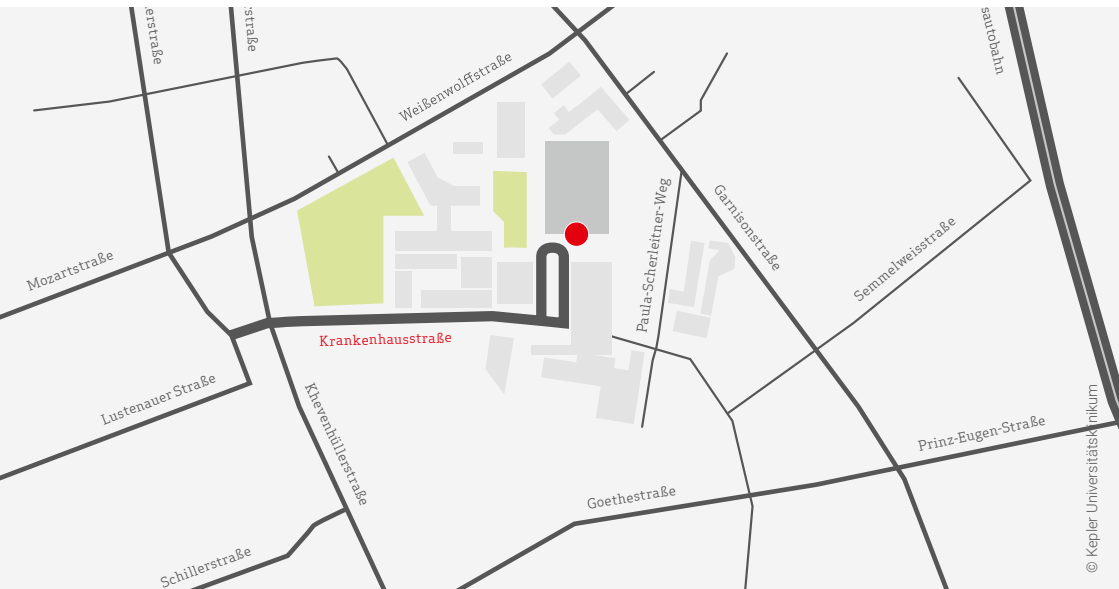 erstraße
rstraße
sautobahn
Weißenwolffstraße
Mozartstraße
Paula-Scherleitner-Weg
Garnisonstraße
Semmelweisstraße
Krankenhausstraße
Lustenauer Straße
Khevenhüllerstraße
Prinz-Eugen-Straße
Goethestraße
Schillerstraße
© Kepler Universitätsklinikum